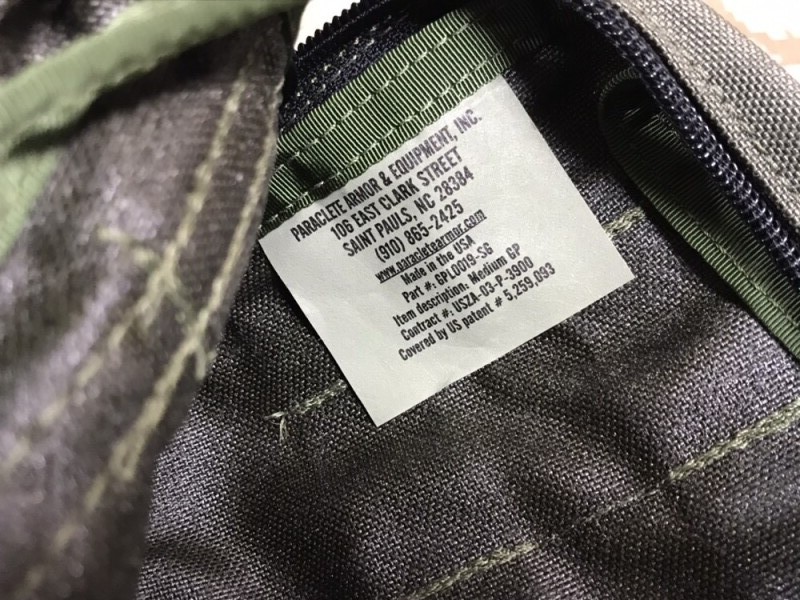 PARACLETE ARMOR & EQUIPMENT, INC.
106 EAST CLARK STREET
SAINT PAULS, NC 28384
(910) 865-2425
www.paracletearmor.com
Made in the USA
Part #: GPL0019-SG
Item description: Medium GP
Contract #: USZA-03-P-3900
Covered by US patent # 5,259,093